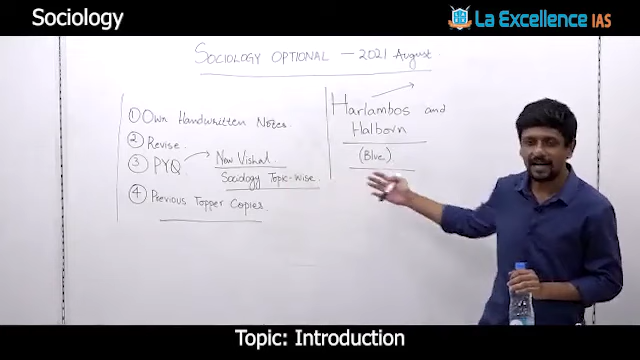 Sociology
La Excellence IAS
SOCIOLOGY OPTIONAL — 2021 August.
① Own Handwritten Notes.
② Revise.
③ PYQ → New Vishal
Sociology Topic-Wise.
④ Previous Topper Copies.
Harlambos and
Halborn
(Blue)
Topic: Introduction